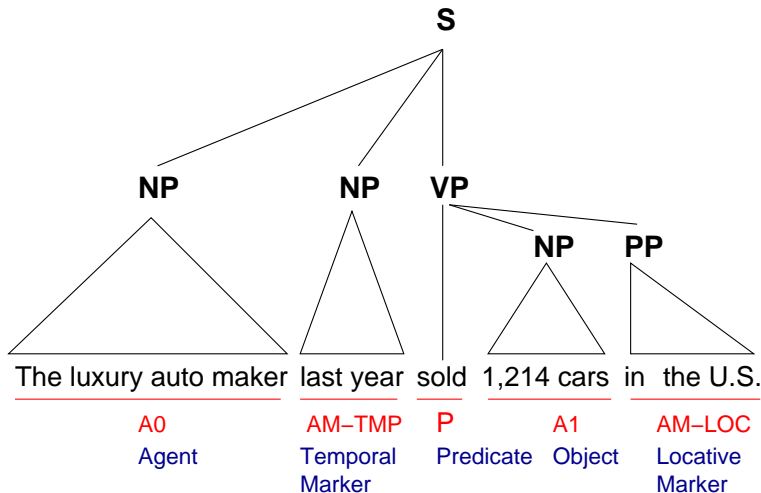 S
NP NP VP
NP PP
The luxury auto maker last year sold 1,214 cars in the U.S.
A0 AM−TMP P A1 AM−LOC
Agent Temporal Predicate Object Locative
Marker Marker